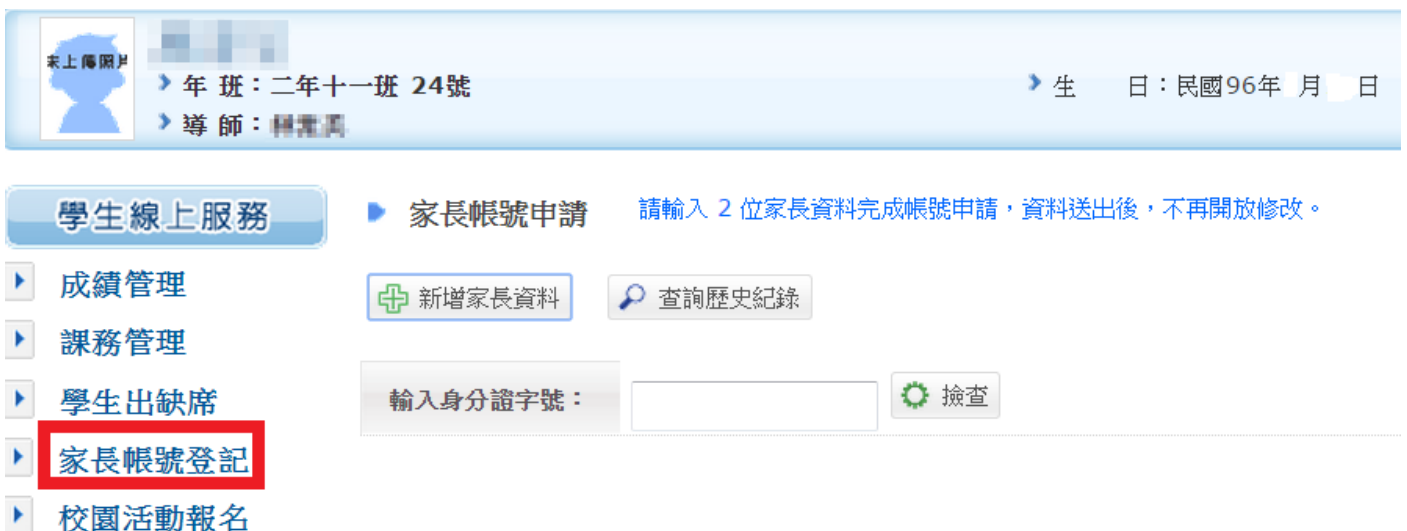 未上傳照片
年 班：二年十一班 24號
生 日：民國96年 月 日
導 師：
學生線上服務
家長帳號申請 請輸入 2 位家長資料完成帳號申請，資料送出後，不再開放修改。
成績管理
新增家長資料 查詢歷史紀錄
課務管理
學生出缺席
輸入身分證字號： 撿查
家長帳號登記
校園活動報名